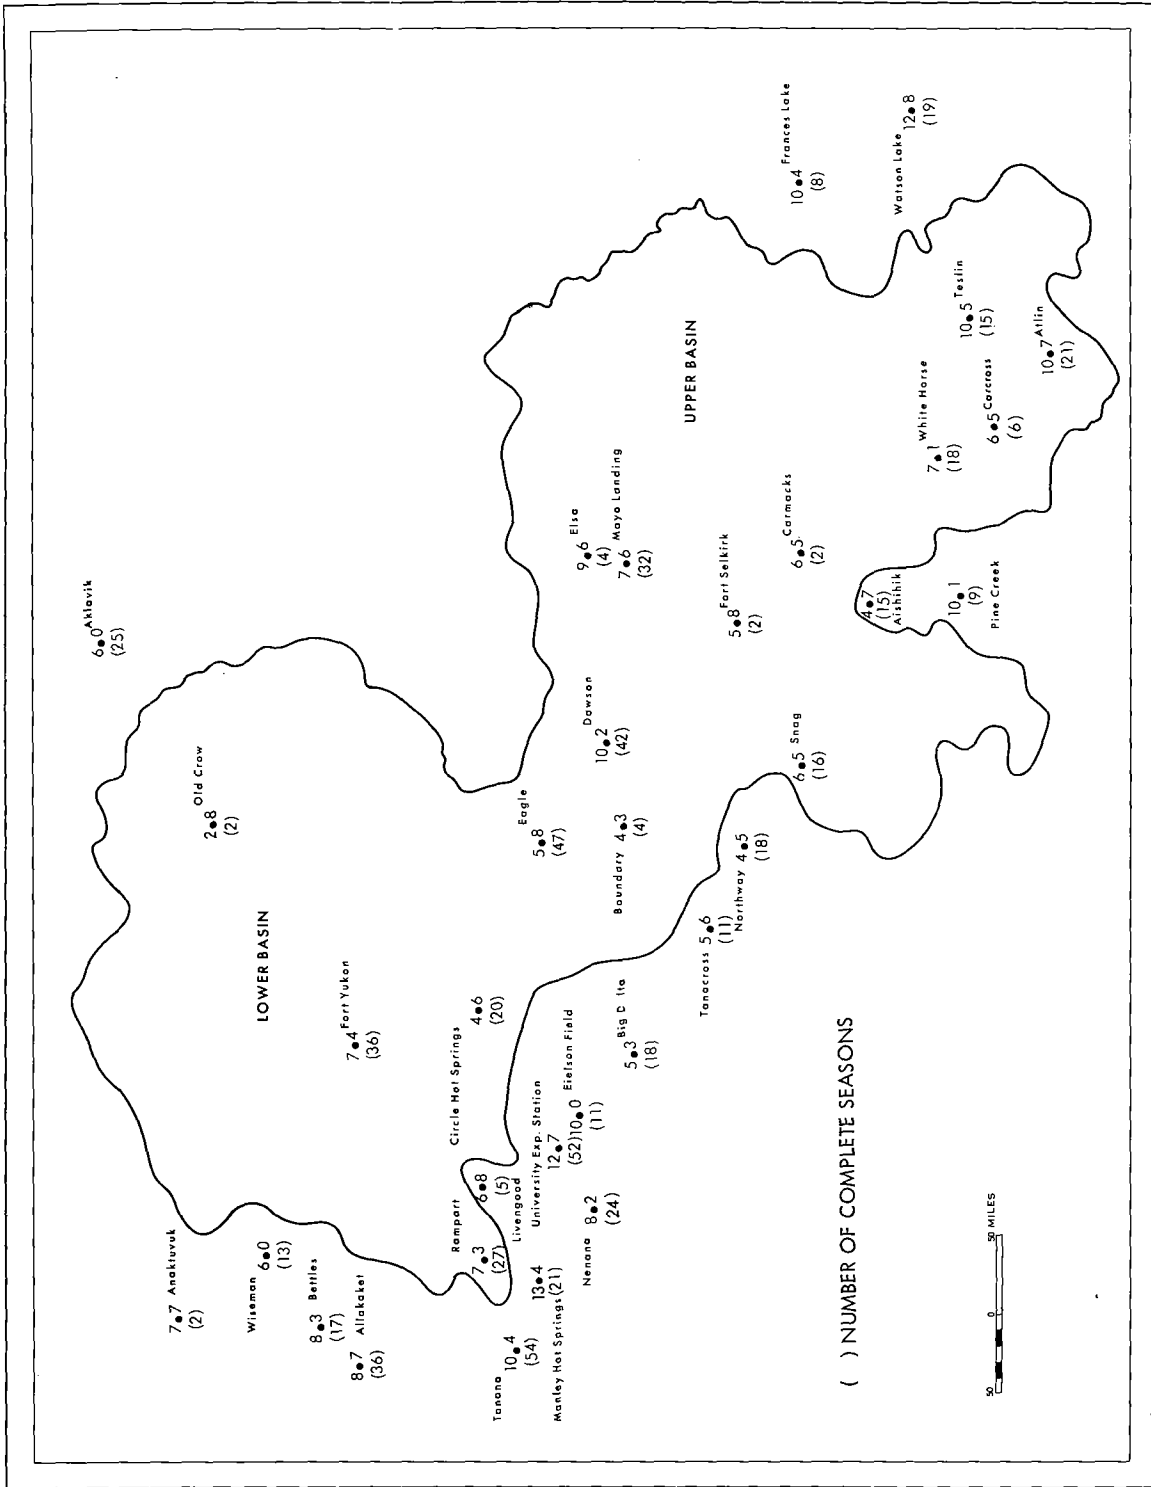 Aklavik
6.0
(25)
Old Crow
2.8
(2)
LOWER BASIN
Fort Yukon
7.4
(36)
Anaktuvuk
7.7
(2)
Wiseman
6.0
(13)
Bettles
8.3
(17)
Allakaket
8.7
(36)
Circle Hot Springs
4.6
(20)
Rampart
7.3
(27)
6.8
(5)
Livengood
Tanana
10.4
(54)
13.4
Manley Hot Springs (21)
University Exp. Station
12.7
(52)
Eielson Field
10.0
(11)
Nenana 8.2
(24)
Big D lta
5.3
(18)
Eagle
5.8
(47)
Dawson
10.2
(42)
Boundary 4.3
(4)
Tanacross 5.6
(11)
Northway 4.5
(18)
Snag
6.5
(16)
Elsa
9.6
(4)
Mayo Landing
7.6
(32)
UPPER BASIN
Fort Selkirk
5.8
(2)
Carmacks
6.5
(2)
4.7
(15)
Aishihik
10.1
(9)
Pine Creek
Frances Lake
10.4
(8)
Watson Lake 12.8
(19)
White Horse
7.1
(18)
Teslin
10.5
(15)
Carcross
6.5
(6)
Atlin
10.7
(21)
( ) NUMBER OF COMPLETE SEASONS
50 0 50 MILES